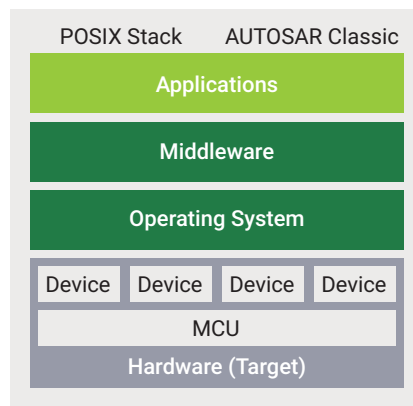 POSIX Stack AUTOSAR Classic
Applications
Middleware
Operating System
Device Device Device Device
MCU
Hardware (Target)